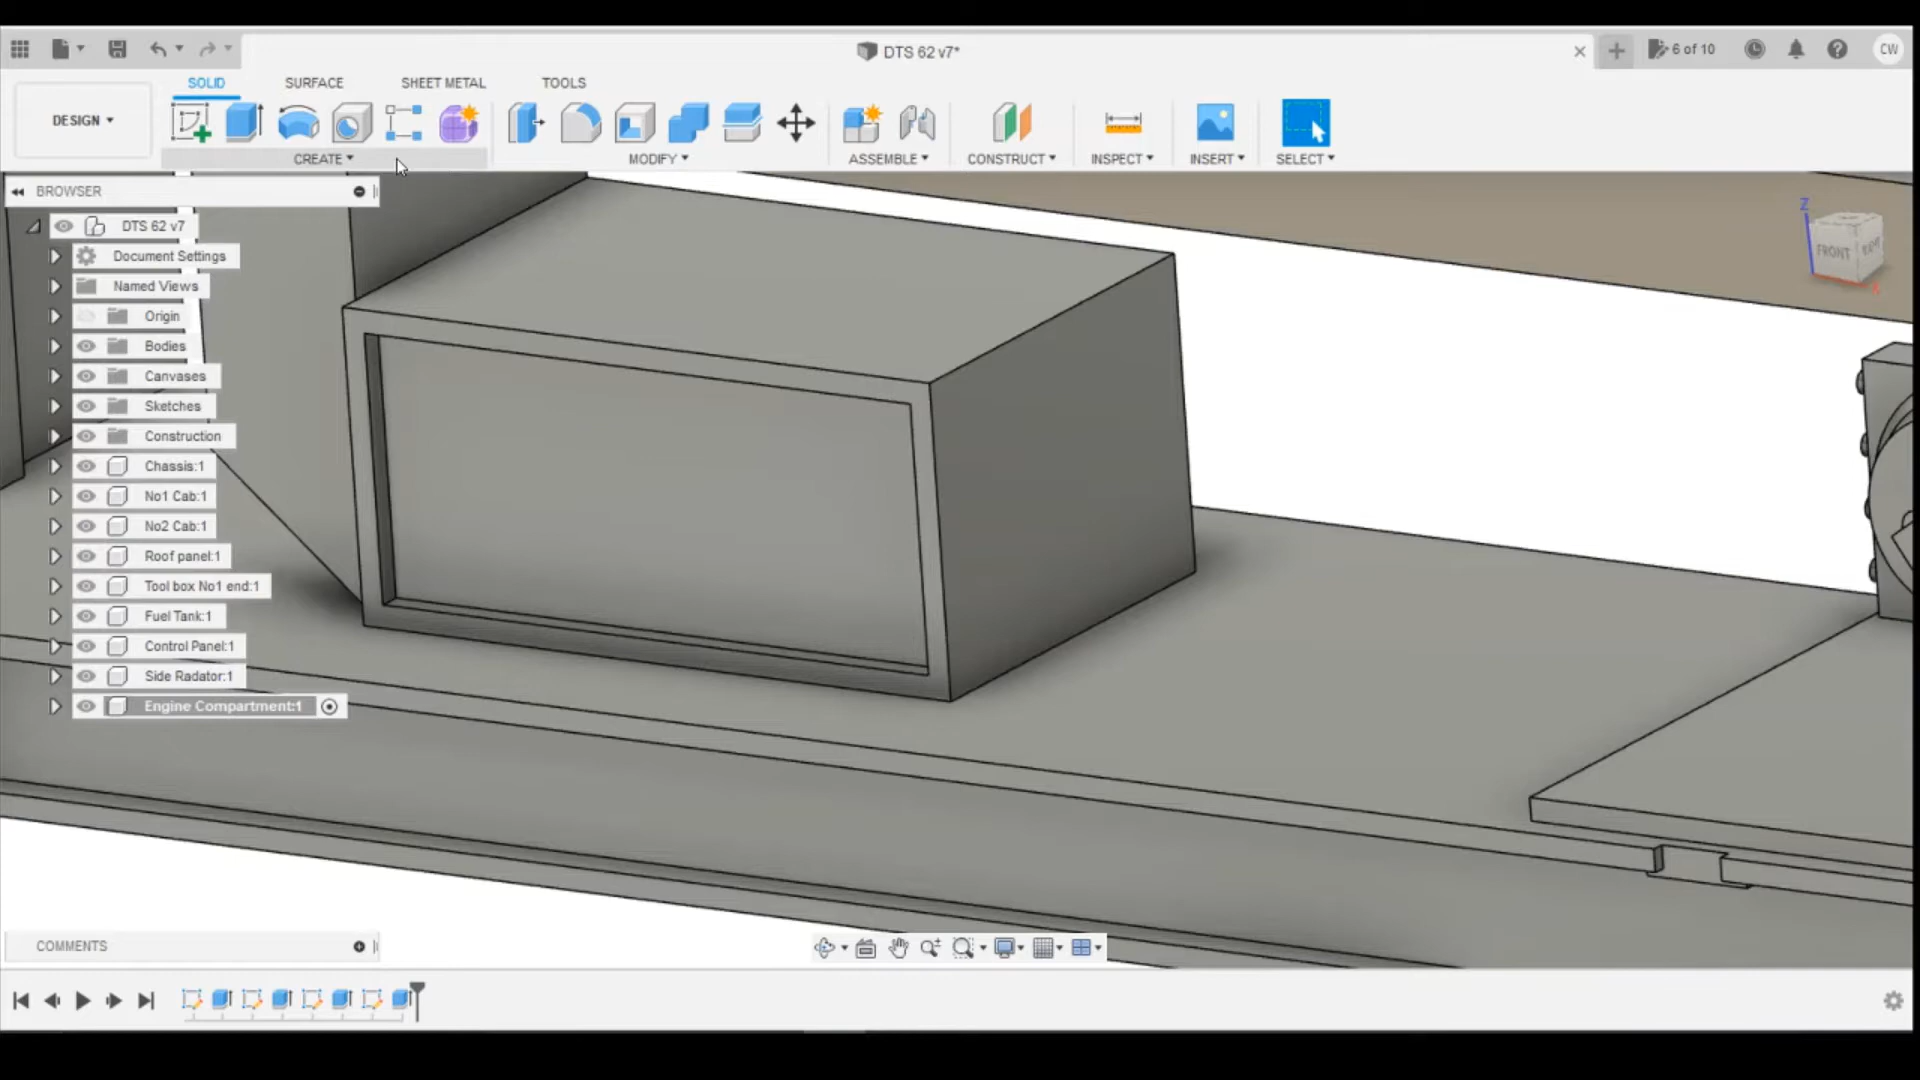 DTS 62 v7*
6 of 10
CW
SOLID
SURFACE
SHEET METAL
TOOLS
DESIGN
CREATE
MODIFY
ASSEMBLE
CONSTRUCT
INSPECT
INSERT
SELECT
BROWSER
DTS 62 v7
Document Settings
Named Views
Origin
Bodies
Canvases
Sketches
Construction
Chassis:1
No1 Cab:1
No2 Cab:1
Roof panel:1
Tool box No1 end:1
Fuel Tank:1
Control Panel:1
Side Radator:1
Engine Compartment:1
Z
FRONT
RIGHT
X
COMMENTS